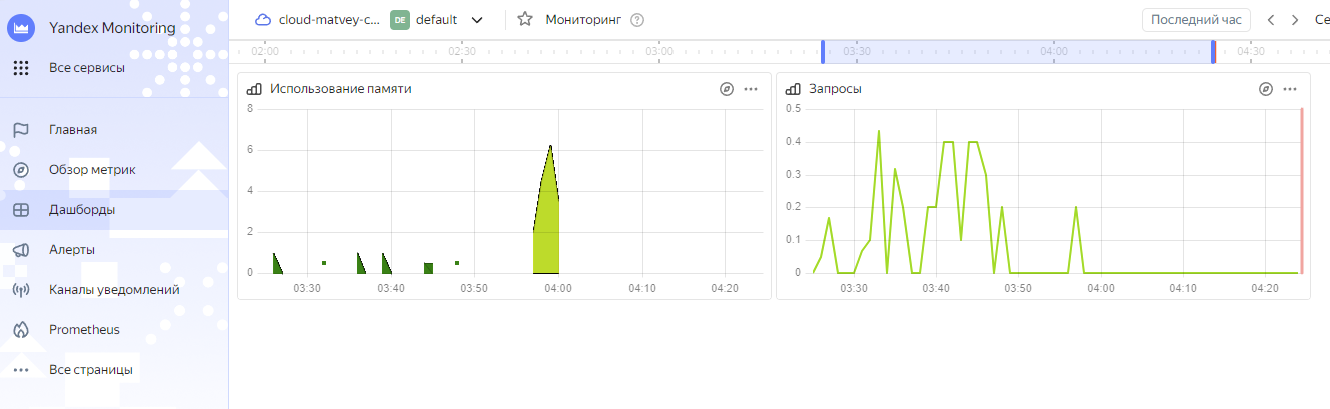 Yandex Monitoring
Все сервисы
Главная
Обзор метрик
Дашборды
Алерты
Каналы уведомлений
Prometheus
Все страницы
cloud-matvey-c... DE default Мониторинг Последний час Се
02:00 02:30 03:00 03:30 04:00 04:30
Использование памяти
8
6
4
2
0
03:30 03:40 03:50 04:00 04:10 04:20
Запросы
0.5
0.4
0.3
0.2
0.1
0
03:30 03:40 03:50 04:00 04:10 04:20